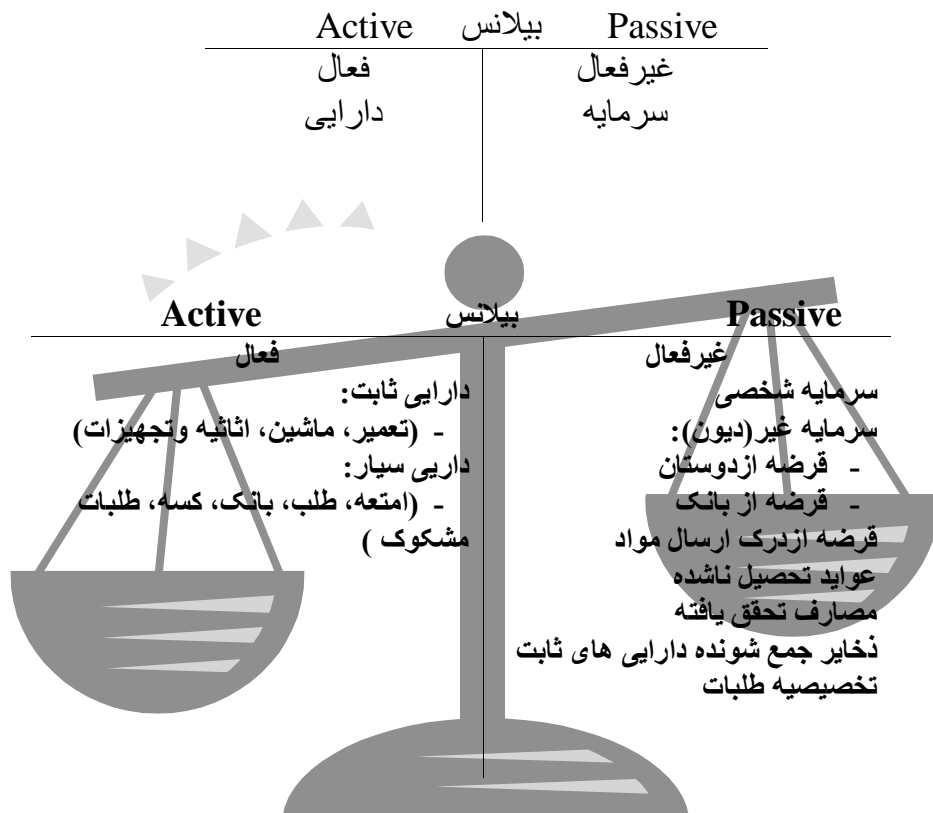 Active بیلانس Passive
فعال غیرفعال
دارایی سرمایه
Active بیلانس Passive
فعال غیرفعال
دارایی ثابت:
- (تعمیر، ماشین، اثاثیه وتجهیزات)
داریی سیار:
- (امتعه، طلب، بانک، کسه، طلبات
مشکوک )
سرمایه شخصی
سرمایه غیر(دیون):
- قرضه ازدوستان
- قرضه از بانک
قرضه ازدرک ارسال مواد
عواید تحصیل ناشده
مصارف تحقق یافته
ذخایر جمع شونده دارایی های ثابت
تخصیصیه طلبات